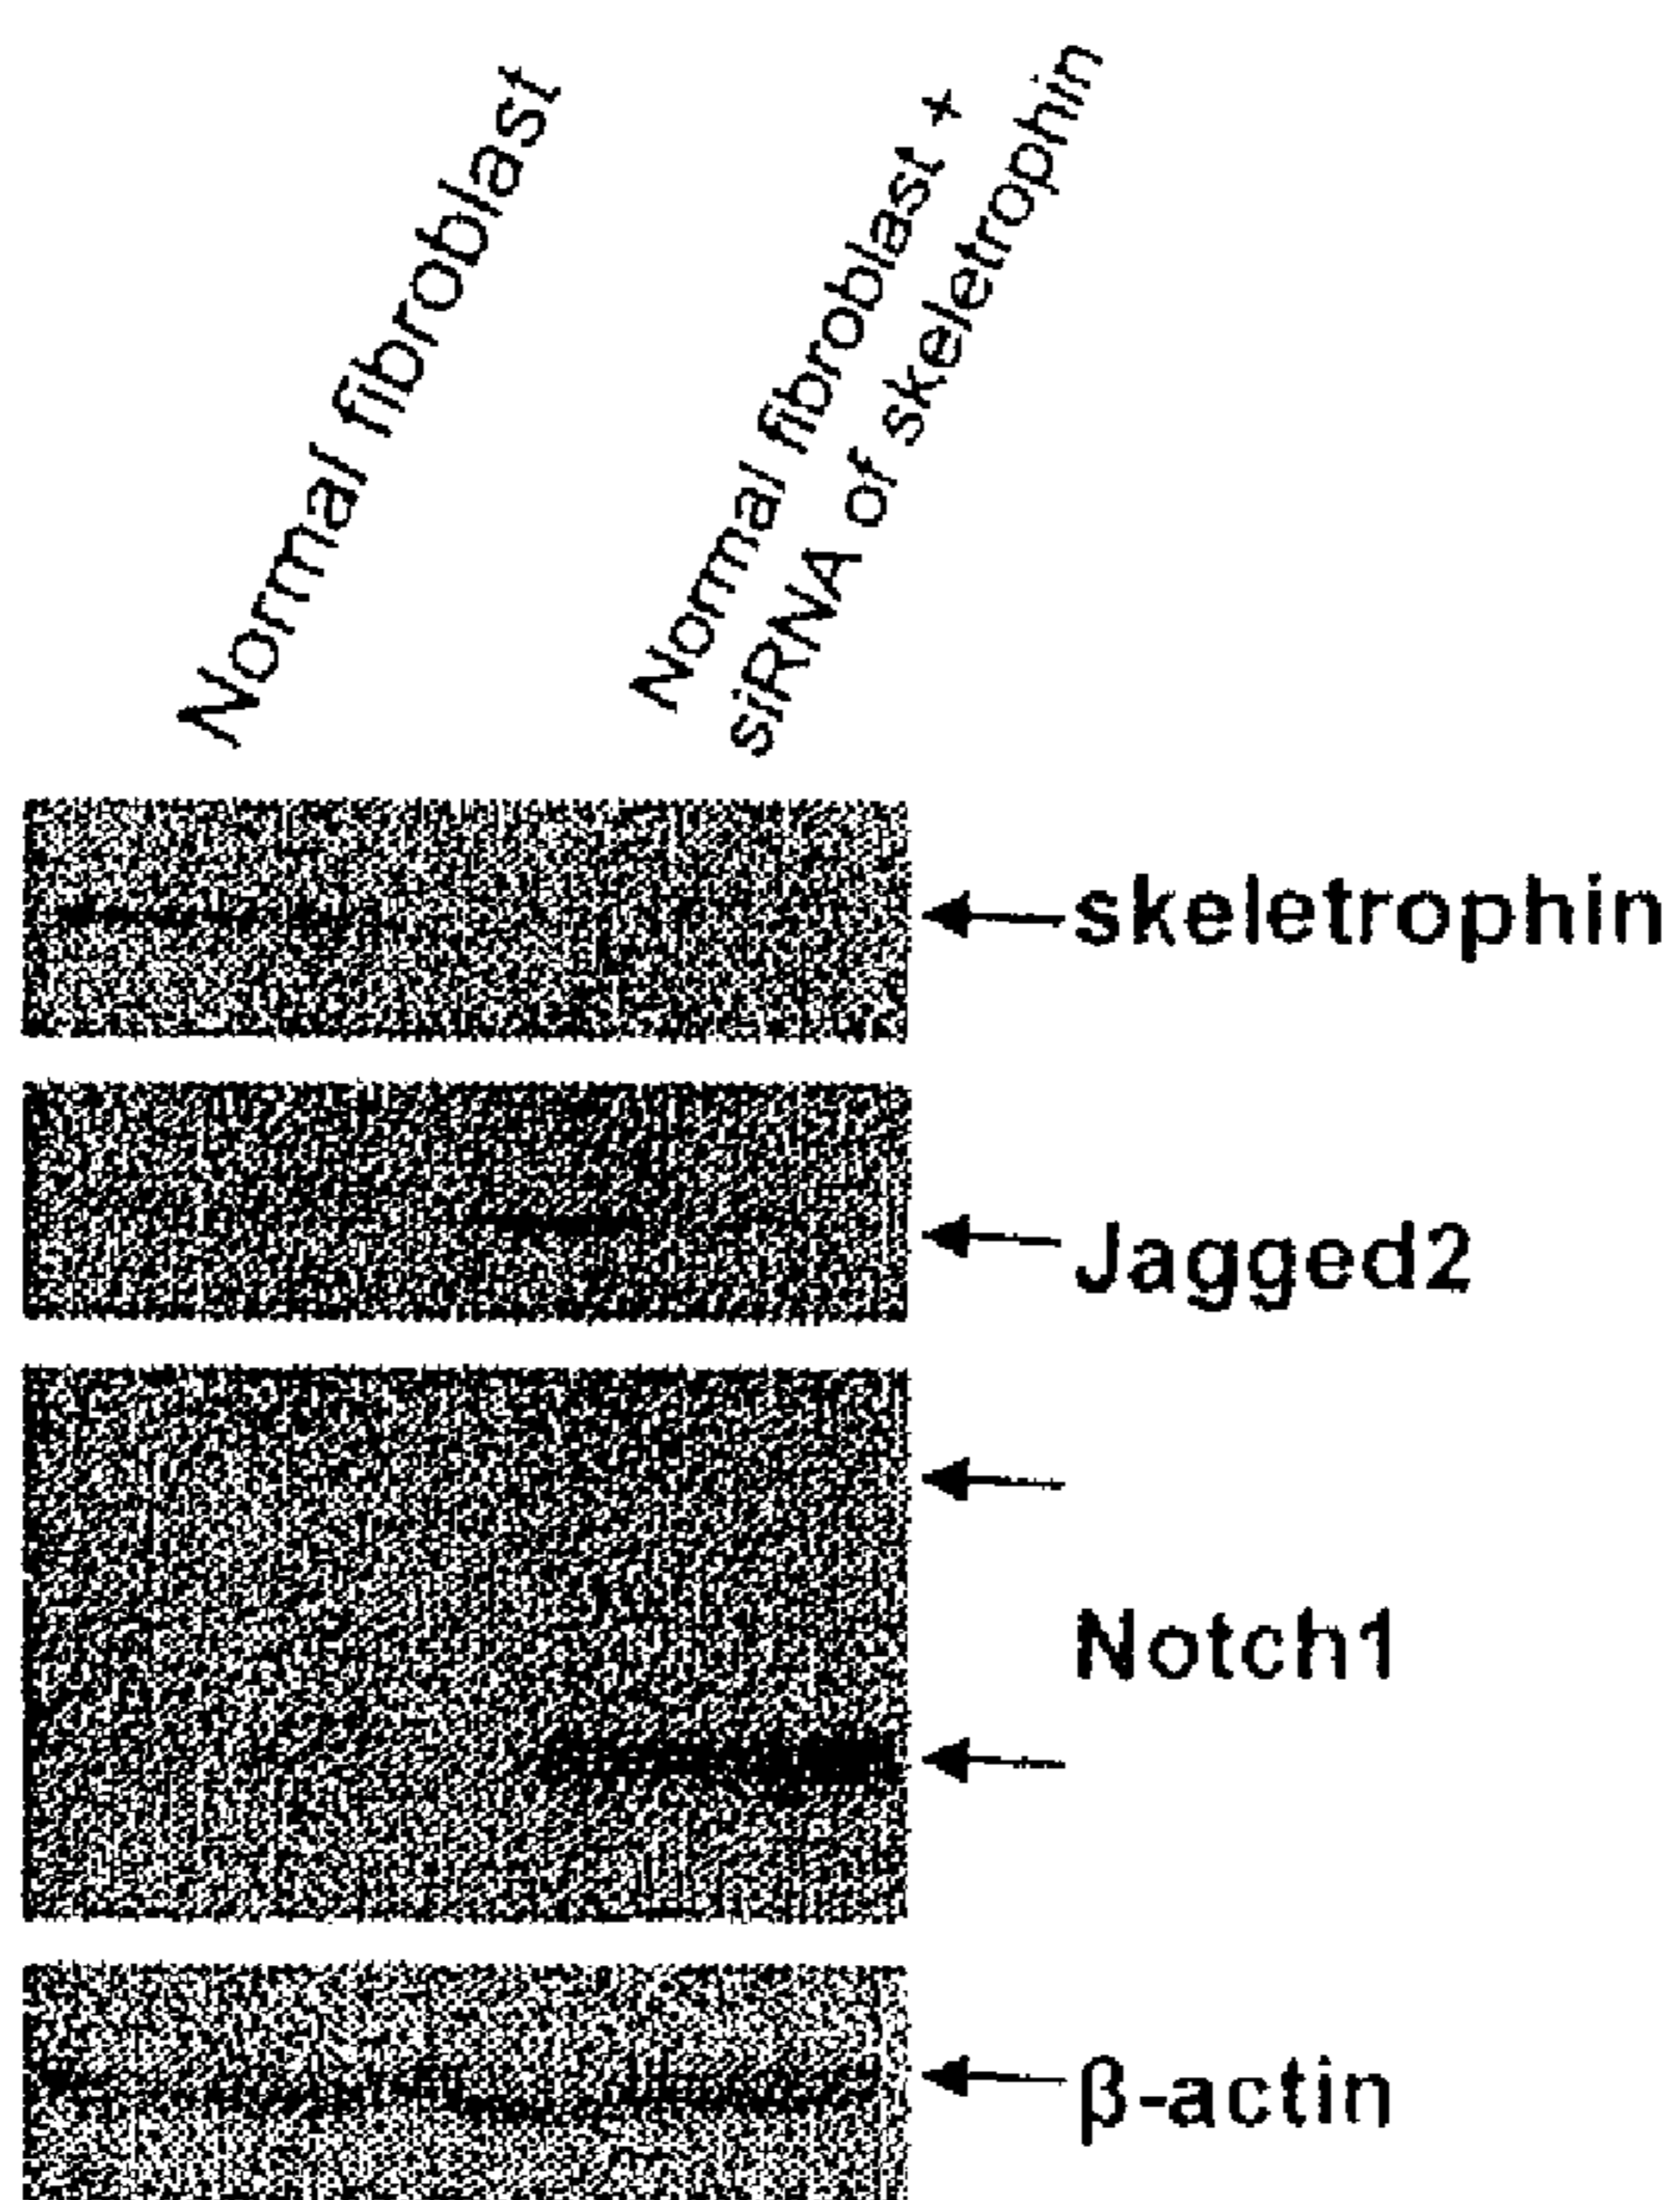 Normal fibroblast
Normal fibroblast +
siRNA of skeletrophin
skeletrophin
Jagged2
Notch1
β-actin